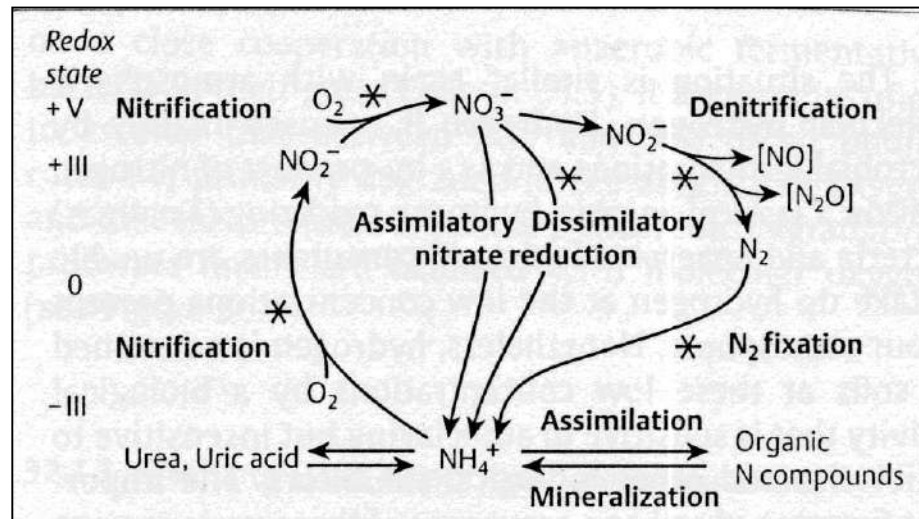 Redox
state
+ V Nitrification O₂ * NO₃⁻ Denitrification
NO₂⁻
+ III NO₂⁻ * * [NO]
[N₂O]
Assimilatory Dissimilatory
nitrate reduction N₂
0
*
Nitrification * N₂ fixation
O₂
– III Assimilation
Urea, Uric acid NH₄⁺ Organic
N compounds
Mineralization